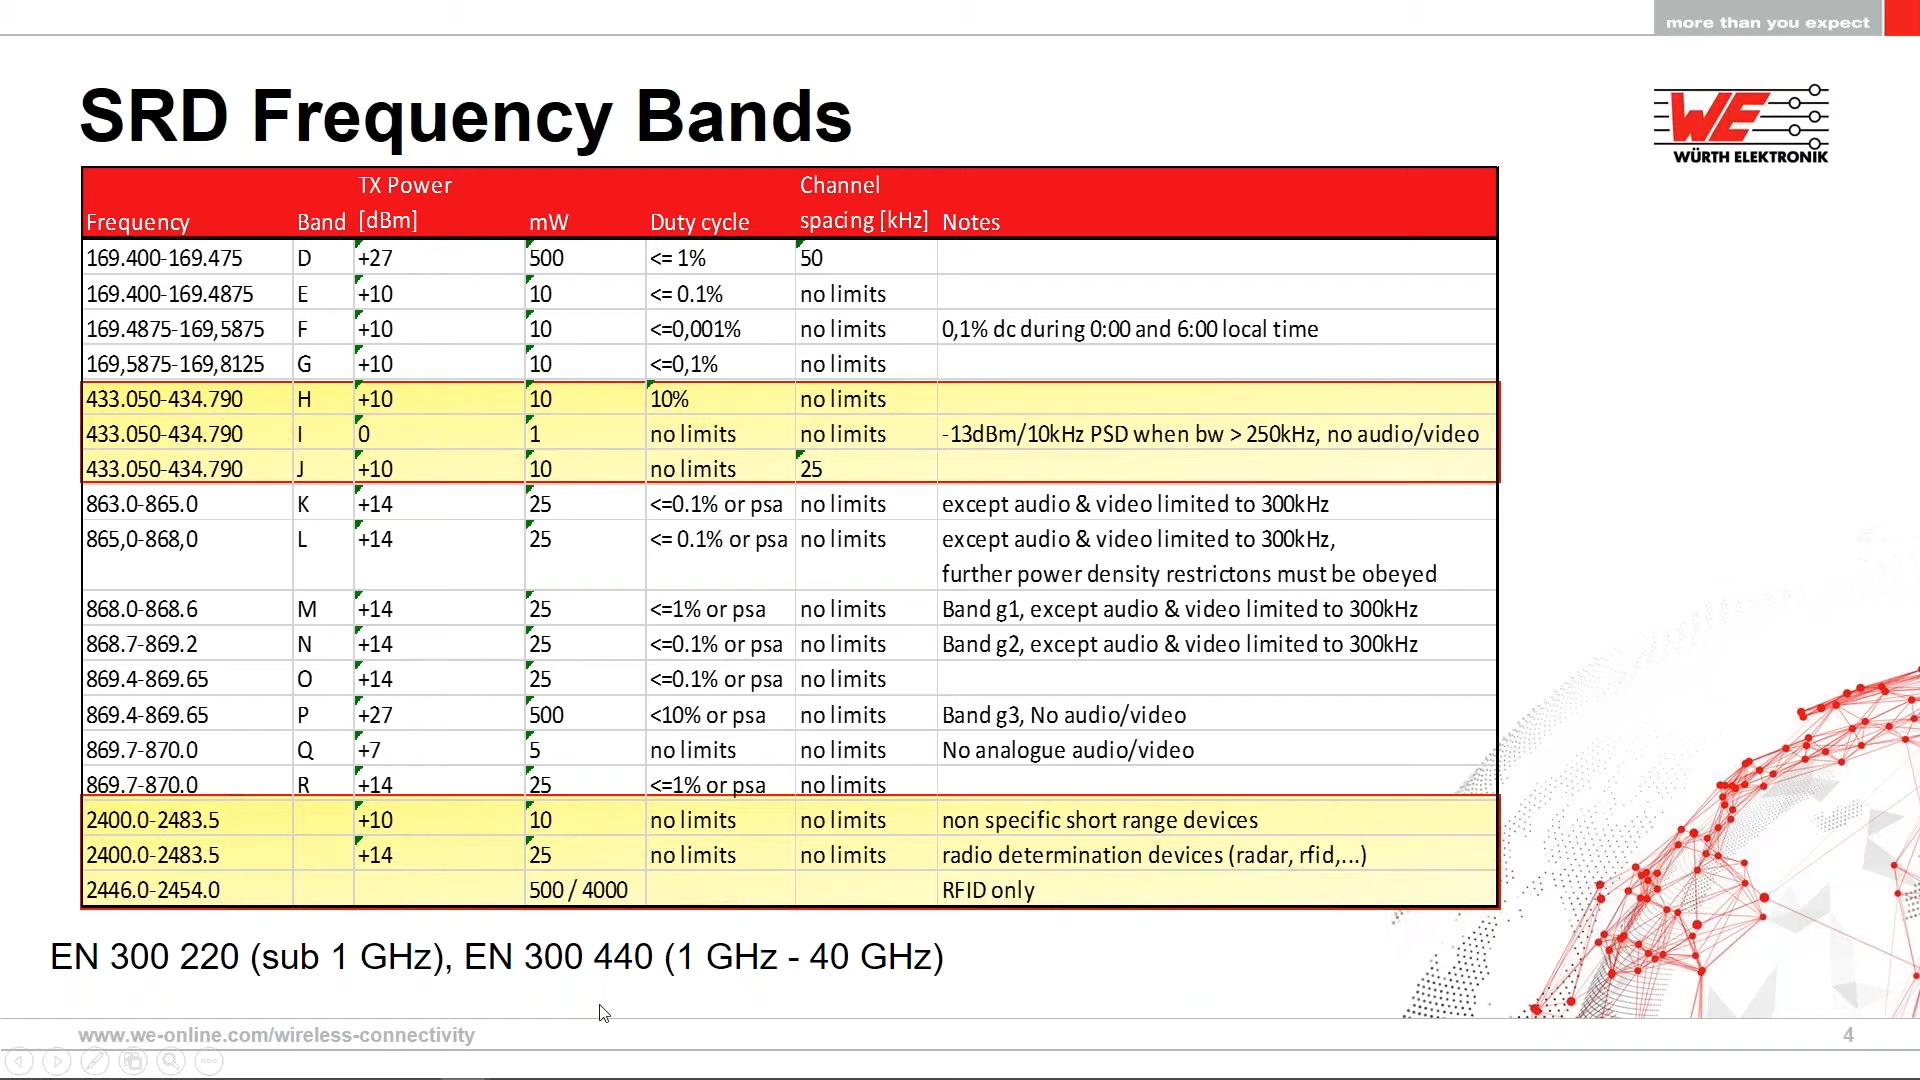 more than you expect
SRD Frequency Bands
WE
WÜRTH ELEKTRONIK
TX Power Channel
Frequency Band [dBm] mW Duty cycle spacing [kHz] Notes
169.400-169.475 D +27 500 <= 1% 50
169.400-169.4875 E +10 10 <= 0.1% no limits
169.4875-169,5875 F +10 10 <=0,001% no limits 0,1% dc during 0:00 and 6:00 local time
169,5875-169,8125 G +10 10 <=0,1% no limits
433.050-434.790 H +10 10 10% no limits
433.050-434.790 I 0 1 no limits no limits -13dBm/10kHz PSD when bw > 250kHz, no audio/video
433.050-434.790 J +10 10 no limits 25
863.0-865.0 K +14 25 <=0.1% or psa no limits except audio & video limited to 300kHz
865,0-868,0 L +14 25 <= 0.1% or psa no limits except audio & video limited to 300kHz,
further power density restrictons must be obeyed
868.0-868.6 M +14 25 <=1% or psa no limits Band g1, except audio & video limited to 300kHz
868.7-869.2 N +14 25 <=0.1% or psa no limits Band g2, except audio & video limited to 300kHz
869.4-869.65 O +14 25 <=0.1% or psa no limits
869.4-869.65 P +27 500 <10% or psa no limits Band g3, No audio/video
869.7-870.0 Q +7 5 no limits no limits No analogue audio/video
869.7-870.0 R +14 25 <=1% or psa no limits
2400.0-2483.5 +10 10 no limits no limits non specific short range devices
2400.0-2483.5 +14 25 no limits no limits radio determination devices (radar, rfid,...)
2446.0-2454.0 500 / 4000 RFID only
EN 300 220 (sub 1 GHz), EN 300 440 (1 GHz - 40 GHz)
www.we-online.com/wireless-connectivity 4